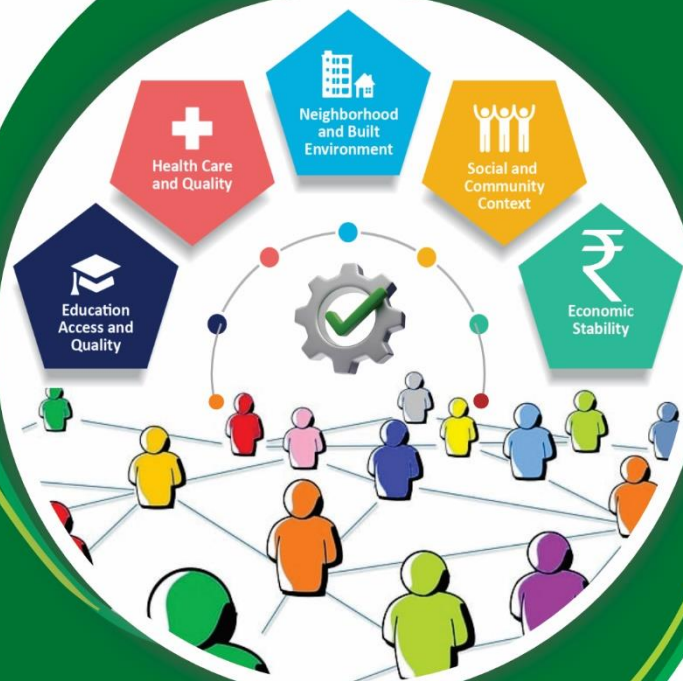 Education
Access and
Quality
Health Care
and Quality
Neighborhood
and Built
Environment
Social and
Community
Context
₹
Economic
Stability